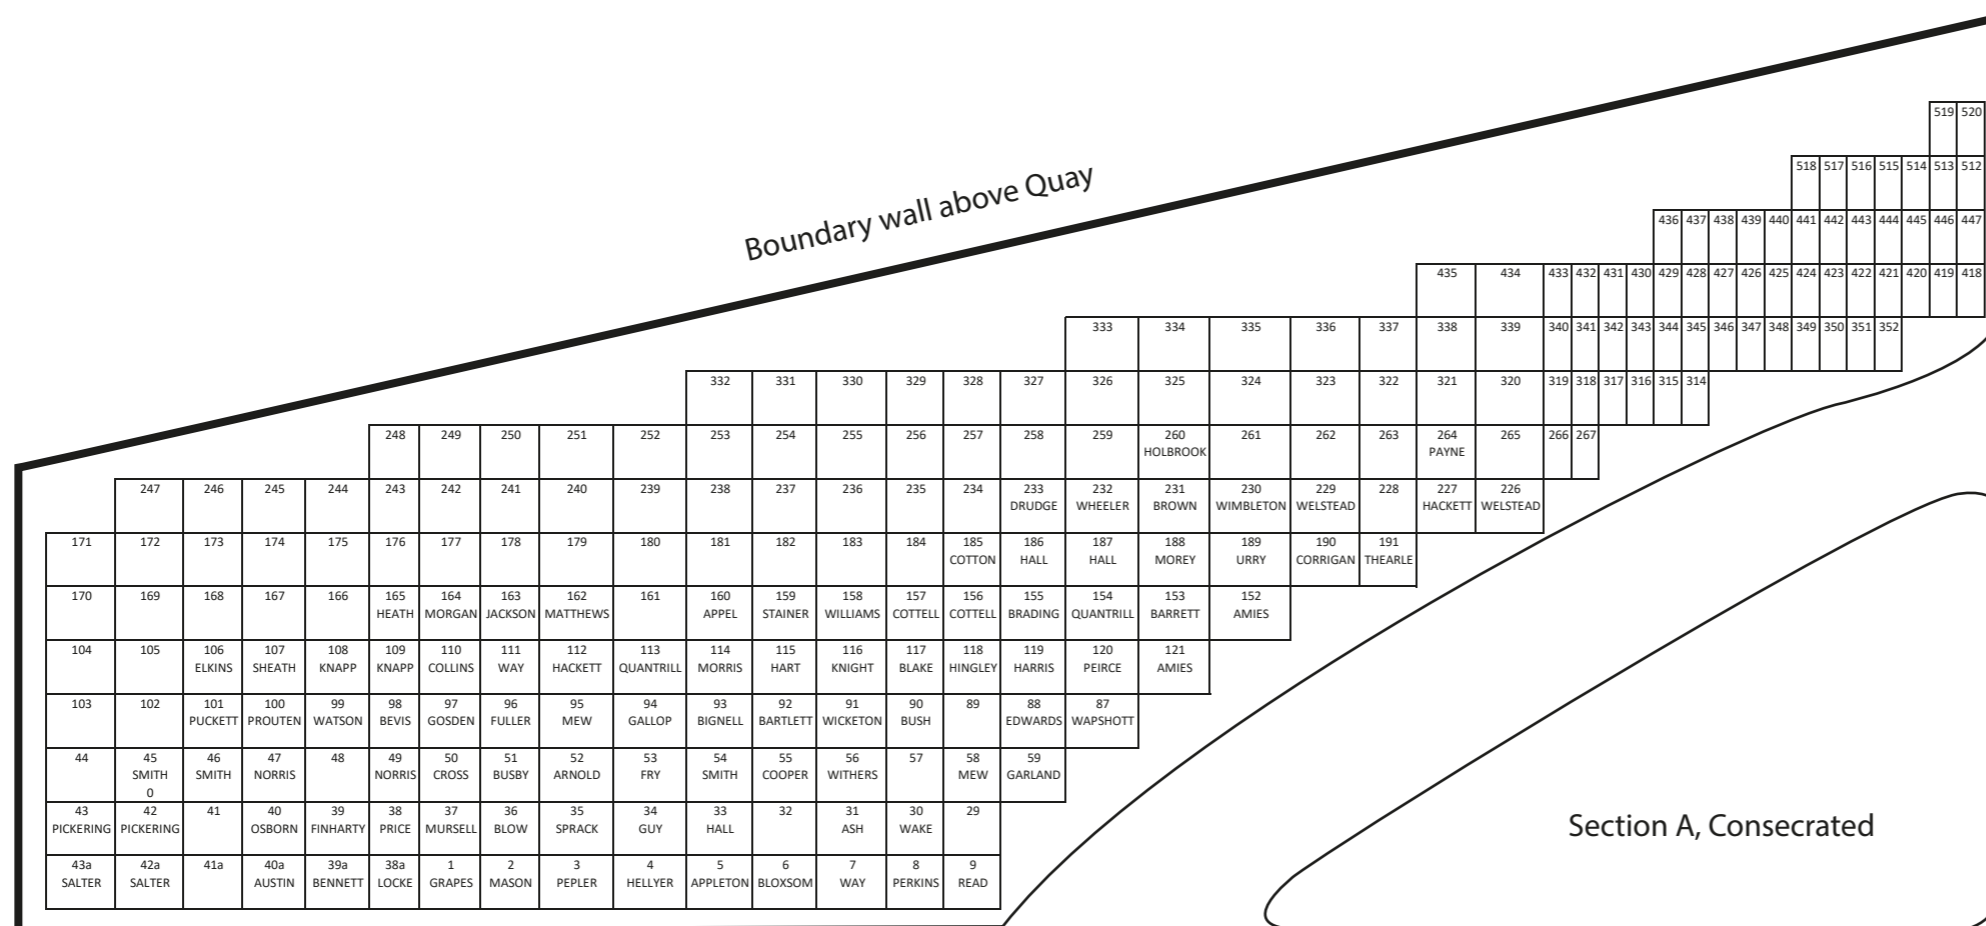 519 520
518 517 516 515 514 513 512
Boundary wall above Quay
436 437 438 439 440 441 442 443 444 445 446 447
435 434 433 432 431 430 429 428 427 426 425 424 423 422 421 420 419 418
333 334 335 336 337 338 339 340 341 342 343 344 345 346 347 348 349 350 351 352
332 331 330 329 328 327 326 325 324 323 322 321 320 319 318 317 316 315 314
248 249 250 251 252 253 254 255 256 257 258 259 260 261 262 263 264 265 266 267
HOLBROOK PAYNE
247 246 245 244 243 242 241 240 239 238 237 236 235 234 233 232 231 230 229 228 227 226
DRUDGE WHEELER BROWN WIMBLETON WELSTEAD HACKETT WELSTEAD
171 172 173 174 175 176 177 178 179 180 181 182 183 184 185 186 187 188 189 190 191
COTTON HALL HALL MOREY URRY CORRIGAN THEARLE
170 169 168 167 166 165 164 163 162 161 160 159 158 157 156 155 154 153 152
HEATH MORGAN JACKSON MATTHEWS APPEL STAINER WILLIAMS COTTELL COTTELL BRADING QUANTRILL BARRETT AMIES
104 105 106 107 108 109 110 111 112 113 114 115 116 117 118 119 120 121
ELKINS SHEATH KNAPP KNAPP COLLINS WAY HACKETT QUANTRILL MORRIS HART KNIGHT BLAKE HINGLEY HARRIS PEIRCE AMIES
103 102 101 100 99 98 97 96 95 94 93 92 91 90 89 88 87
PUCKETT PROUTEN WATSON BEVIS GOSDEN FULLER MEW GALLOP BIGNELL BARTLETT WICKETON BUSH EDWARDS WAPSHOTT
44 45 46 47 48 49 50 51 52 53 54 55 56 57 58 59
SMITH SMITH NORRIS NORRIS CROSS BUSBY ARNOLD FRY SMITH COOPER WITHERS MEW GARLAND
0
43 42 41 40 39 38 37 36 35 34 33 32 31 30 29
PICKERING PICKERING OSBORN FINHARTY PRICE MURSELL BLOW SPRACK GUY HALL ASH WAKE
Section A, Consecrated
43a 42a 41a 40a 39a 38a 1 2 3 4 5 6 7 8 9
SALTER SALTER AUSTIN BENNETT LOCKE GRAPES MASON PEPLER HELLYER APPLETON BLOXSOM WAY PERKINS READ